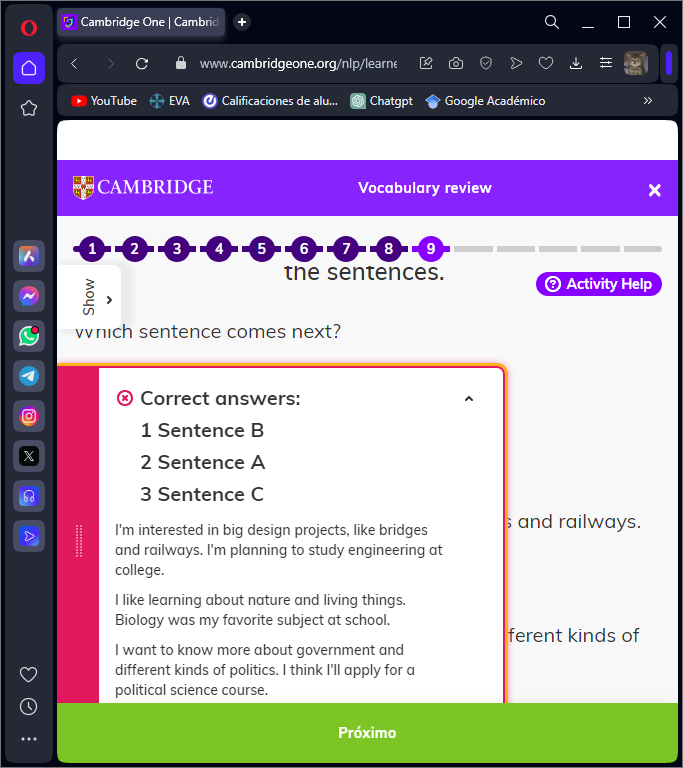 Cambridge One | Cambrid
www.cambridgeone.org/nlp/learne
YouTube
EVA
Calificaciones de alu...
Chatgpt
Google Académico
CAMBRIDGE
Vocabulary review
1 2 3 4 5 6 7 8 9
the sentences.
Activity Help
Show
Which sentence comes next?
Correct answers:
1 Sentence B
2 Sentence A
3 Sentence C
s and railways.
I'm interested in big design projects, like bridges
and railways. I'm planning to study engineering at
college.
I like learning about nature and living things.
Biology was my favorite subject at school.
fferent kinds of
I want to know more about government and
different kinds of politics. I think I'll apply for a
political science course.
Próximo